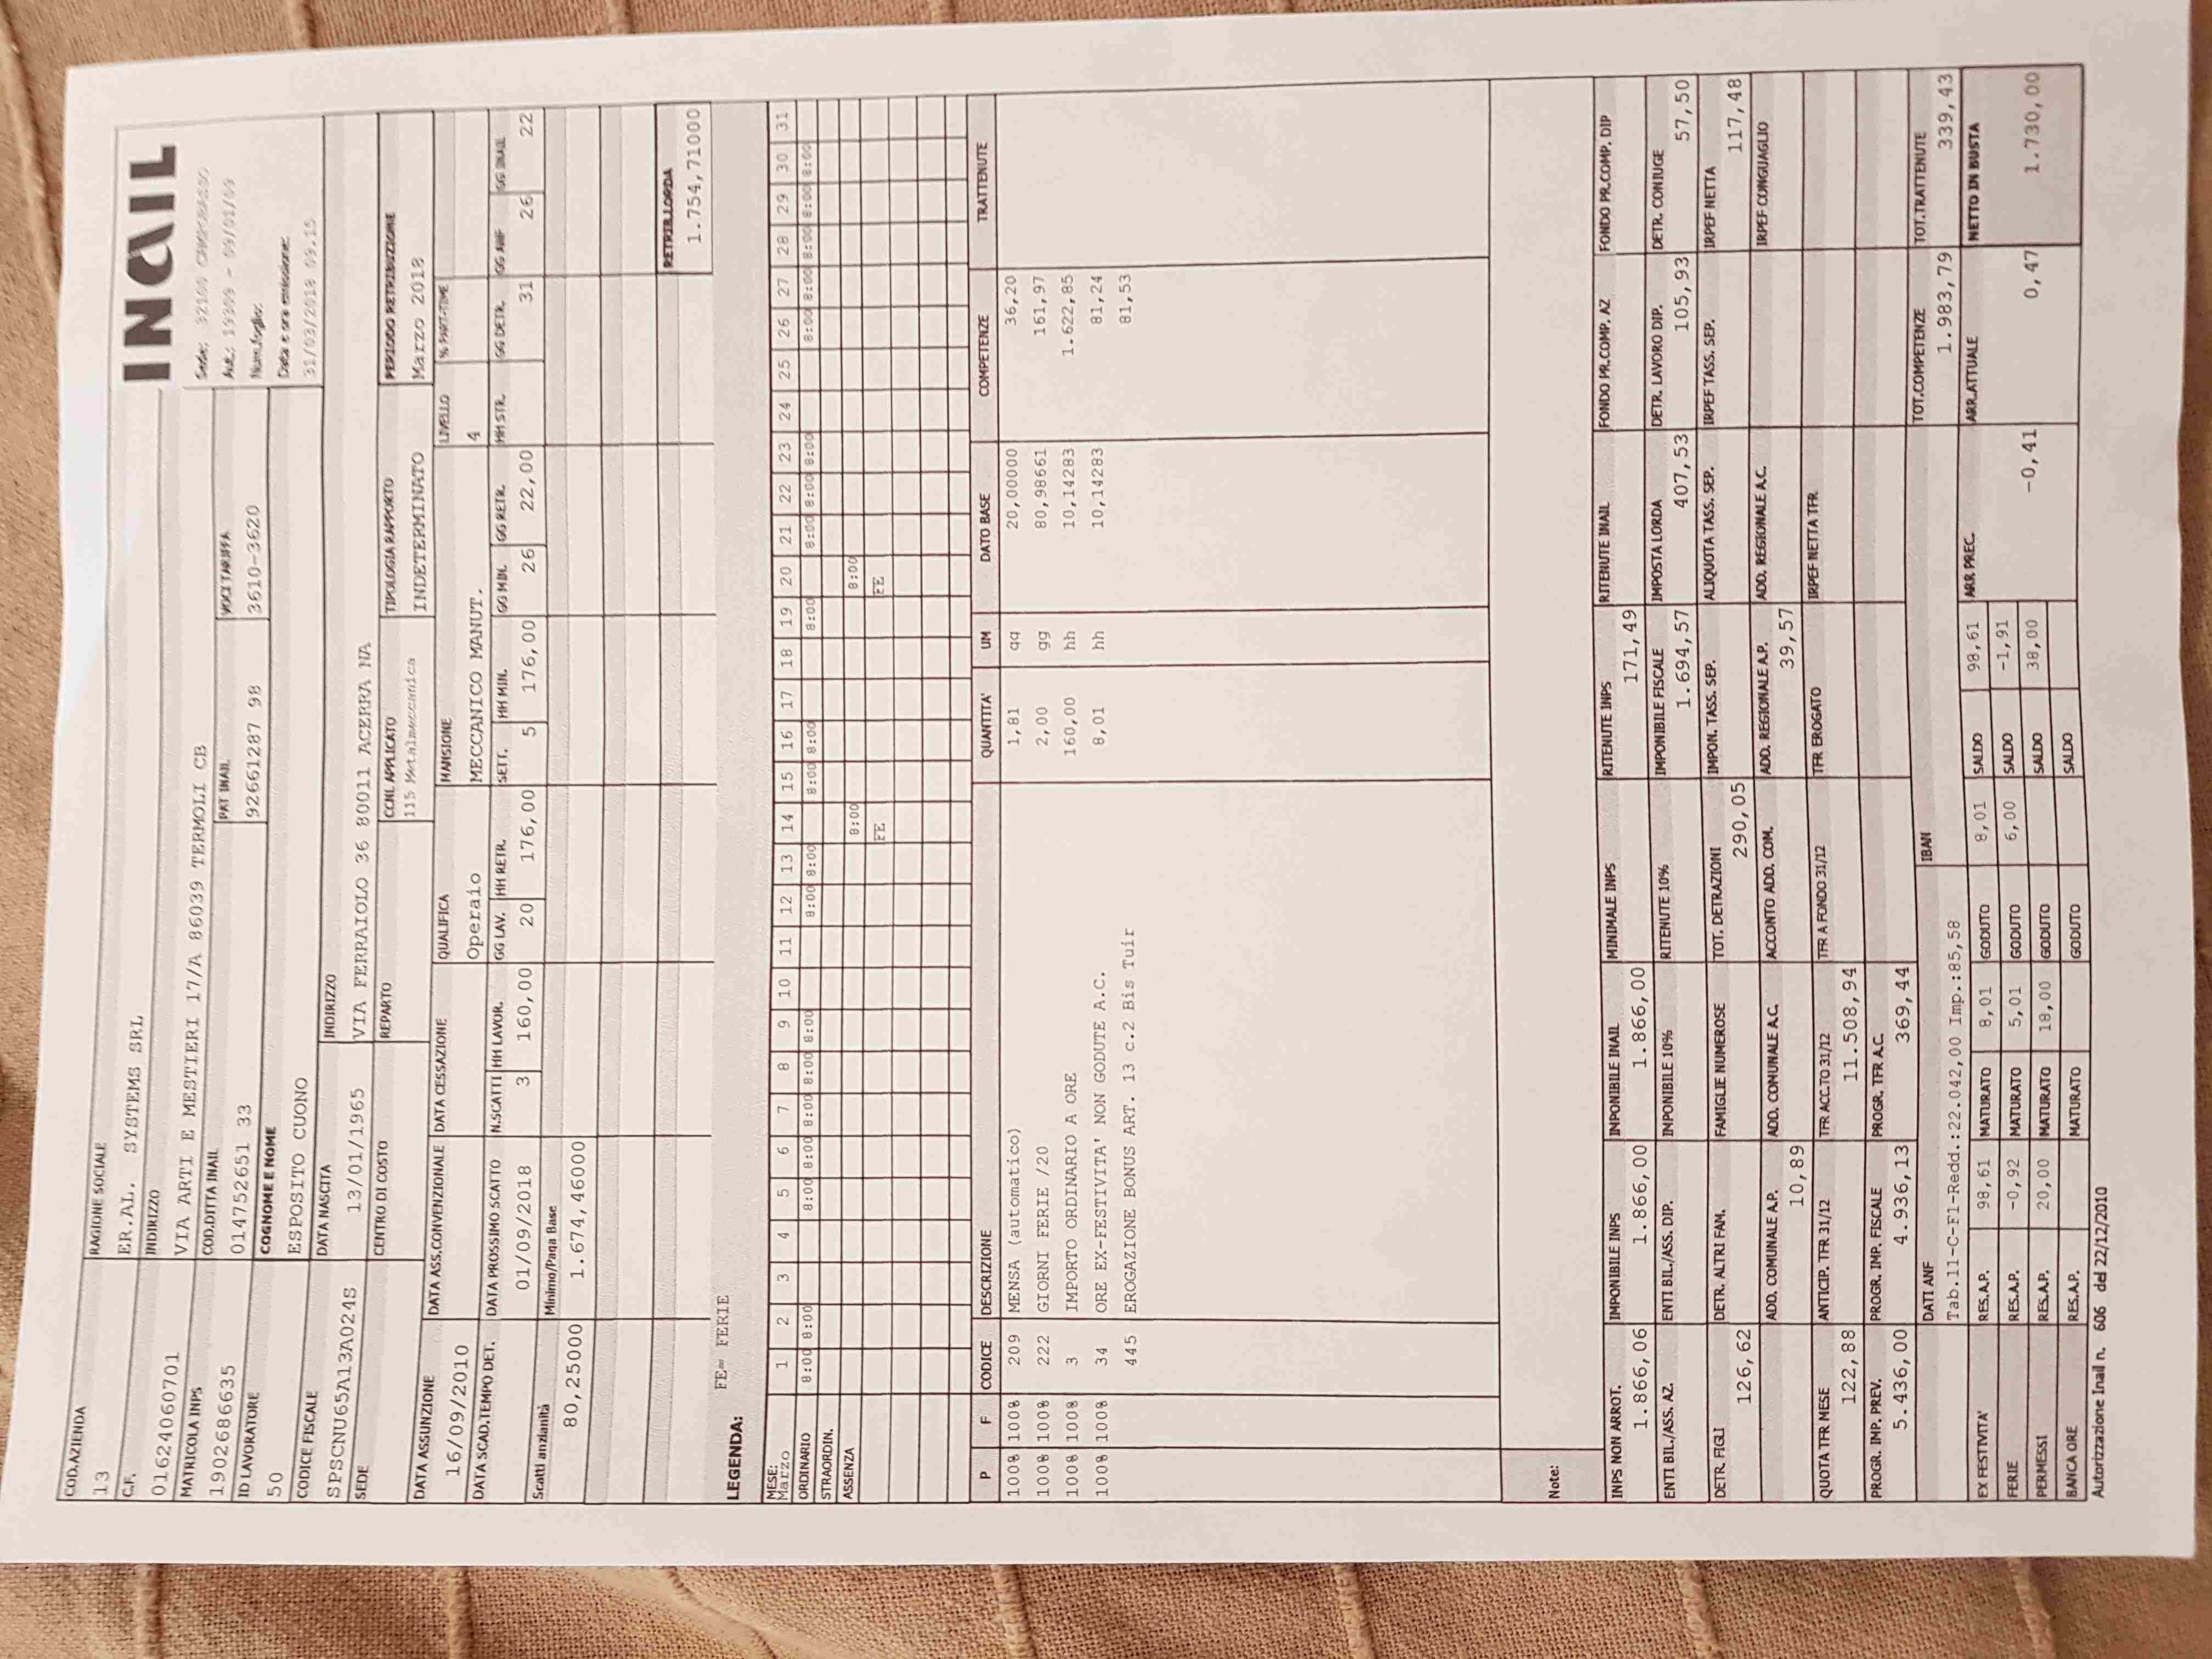 COD.AZIENDA
13
RAGIONE SOCIALE
ER.AL. SYSTEMS SRL
INAIL
C.F.
01624060701
INDIRIZZO
VIA ARTI E MESTIERI 17/A 86039 TERMOLI CB
Aut.: 19309 - 09/01/09
MATRICOLA INPS
1902686635
COD.DITTA INAIL
014752651 33
PAT INAIL
92661287 98
VOCI TARIFFA
3610-3620
Num.foglio:
ID LAVORATORE
50
COGNOME E NOME
ESPOSITO CUONO
Data e ora emissione:
31/03/2018 09.15
CODICE FISCALE
SPSCNU65A13A024S
DATA NASCITA
13/01/1965
INDIRIZZO
VIA FERRAIOLO 36 80011 ACERRA NA
SEDE
CENTRO DI COSTO
REPARTO
CCNL APPLICATO
115 Metalmeccanica
TIPOLOGIA RAPPORTO
INDETERMINATO
PERIODO RETRIBUZIONE
Marzo 2018
DATA ASSUNZIONE
16/09/2010
DATA ASS.CONVENZIONALE
DATA CESSAZIONE
QUALIFICA
Operaio
MANSIONE
MECCANICO MANUT.
LIVELLO
4
% PART-TIME
DATA SCAD.TEMPO DET.
DATA PROSSIMO SCATTO
01/09/2018
N.SCATTI
3
HH LAVOR.
160,00
GG LAV.
20
HH RETR.
176,00
SETT.
5
HH MIN.
176,00
GG MIN.
26
GG RETR.
22,00
HH STR.
GG DETR.
31
GG ANF
26
GG INAIL
22
Scatti anzianità
80,25000
Minimo/Paga Base
1.674,46000
RETRIB.LORDA
1.754,71000
LEGENDA: FE= FERIE
MESE: Marzo 1 2 3 4 5 6 7 8 9 10 11 12 13 14 15 16 17 18 19 20 21 22 23 24 25 26 27 28 29 30 31
ORDINARIO 8:00 8:00 8:00 8:00 8:00 8:00 8:00 8:00 8:00 8:00 8:00 8:00 8:00 8:00 8:00 8:00 8:00 8:00 8:00 8:00
STRAORDIN.
ASSENZA 8:00 8:00
FE FE
P F CODICE DESCRIZIONE QUANTITA' UM DATO BASE COMPETENZE TRATTENUTE
100% 100% 209 MENSA (automatico) 1,81 gg 20,00000 36,20
100% 100% 222 GIORNI FERIE /20 2,00 gg 80,98661 161,97
100% 100% 3 IMPORTO ORDINARIO A ORE 160,00 hh 10,14283 1.622,85
100% 100% 34 ORE EX-FESTIVITA' NON GODUTE A.C. 8,01 hh 10,14283 81,24
445 EROGAZIONE BONUS ART. 13 c.2 Bis Tuir 81,53
Note:
INPS NON ARROT. IMPONIBILE INPS IMPONIBILE INAIL MINIMALE INPS RITENUTE INPS RITENUTE INAIL FONDO PR.COMP. AZ FONDO PR.COMP. DIP
1.866,06 1.866,00 1.866,00 171,49
ENTI BIL./ASS. AZ. ENTI BIL./ASS. DIP. IMPONIBILE 10% RITENUTE 10% IMPONIBILE FISCALE IMPOSTA LORDA DETR. LAVORO DIP. DETR. CONIUGE
1.694,57 407,53 105,93 57,50
DETR. FIGLI DETR. ALTRI FAM. FAMIGLIE NUMEROSE TOT. DETRAZIONI IMPON. TASS. SEP. ALIQUOTA TASS. SEP. IRPEF TASS. SEP. IRPEF NETTA
126,62 290,05 117,48
ADD. COMUNALE A.P. ADD. COMUNALE A.C. ACCONTO ADD. COM. ADD. REGIONALE A.P. ADD. REGIONALE A.C. IRPEF CONGUAGLIO
10,89 39,57
QUOTA TFR MESE ANTICIP. TFR 31/12 TFR ACC.TO 31/12 TFR A FONDO 31/12 TFR EROGATO IRPEF NETTA TFR
122,88 11.508,94
PROGR. IMP. PREV. PROGR. IMP. FISCALE PROGR. TFR A.C.
5.436,00 4.936,13 369,44
DATI ANF IBAN TOT.COMPETENZE TOT.TRATTENUTE
Tab.11-C-F1-Redd.:22.042,00 Imp.:85,58 1.983,79 339,43
EX FESTIVITA' RES.A.P. 98,61 MATURATO 8,01 GODUTO 8,01 SALDO 98,61 ARR. PREC. ARR.ATTUALE NETTO IN BUSTA
FERIE RES.A.P. -0,92 MATURATO 5,01 GODUTO 6,00 SALDO -1,91
PERMESSI RES.A.P. 20,00 MATURATO 18,00 GODUTO SALDO 38,00 -0,41 0,47 1.730,00
BANCA ORE RES.A.P. MATURATO GODUTO SALDO
Autorizzazione Inail n. 606 del 22/12/2010